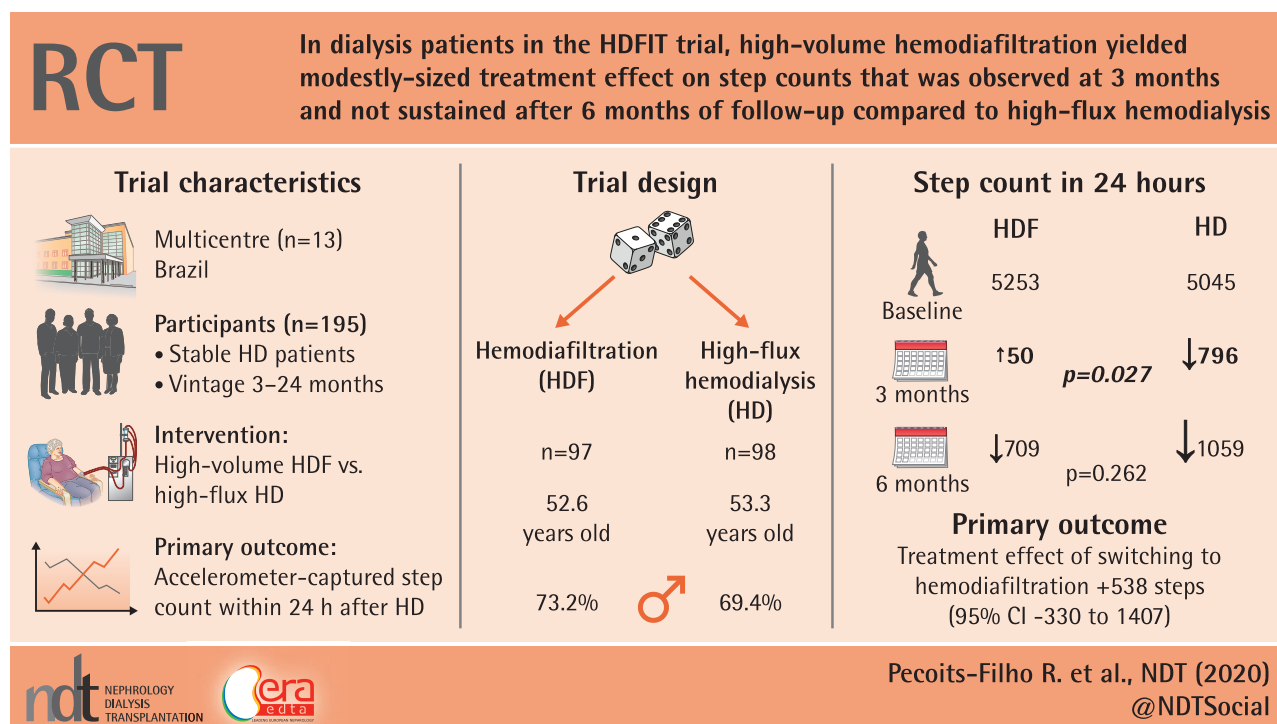 RCT
In dialysis patients in the HDFIT trial, high-volume hemodiafiltration yielded
modestly-sized treatment effect on step counts that was observed at 3 months
and not sustained after 6 months of follow-up compared to high-flux hemodialysis
Trial characteristics
Multicentre (n=13)
Brazil
Participants (n=195)
• Stable HD patients
• Vintage 3–24 months
Intervention:
High-volume HDF vs.
high-flux HD
Primary outcome:
Accelerometer-captured step
count within 24 h after HD
Trial design
Hemodiafiltration
(HDF)
High-flux
hemodialysis
(HD)
n=97
n=98
52.6
years old
53.3
years old
73.2%
♂
69.4%
Step count in 24 hours
HDF
HD
Baseline
5253
5045
3 months
↑50
p=0.027
↓796
6 months
↓709
p=0.262
↓1059
Primary outcome
Treatment effect of switching to
hemodiafiltration +538 steps
(95% CI -330 to 1407)
ndt
NEPHROLOGY
DIALYSIS
TRANSPLANTATION
era
edta
LEADING EUROPEAN NEPHROLOGY
Pecoits-Filho R. et al., NDT (2020)
@NDTSocial